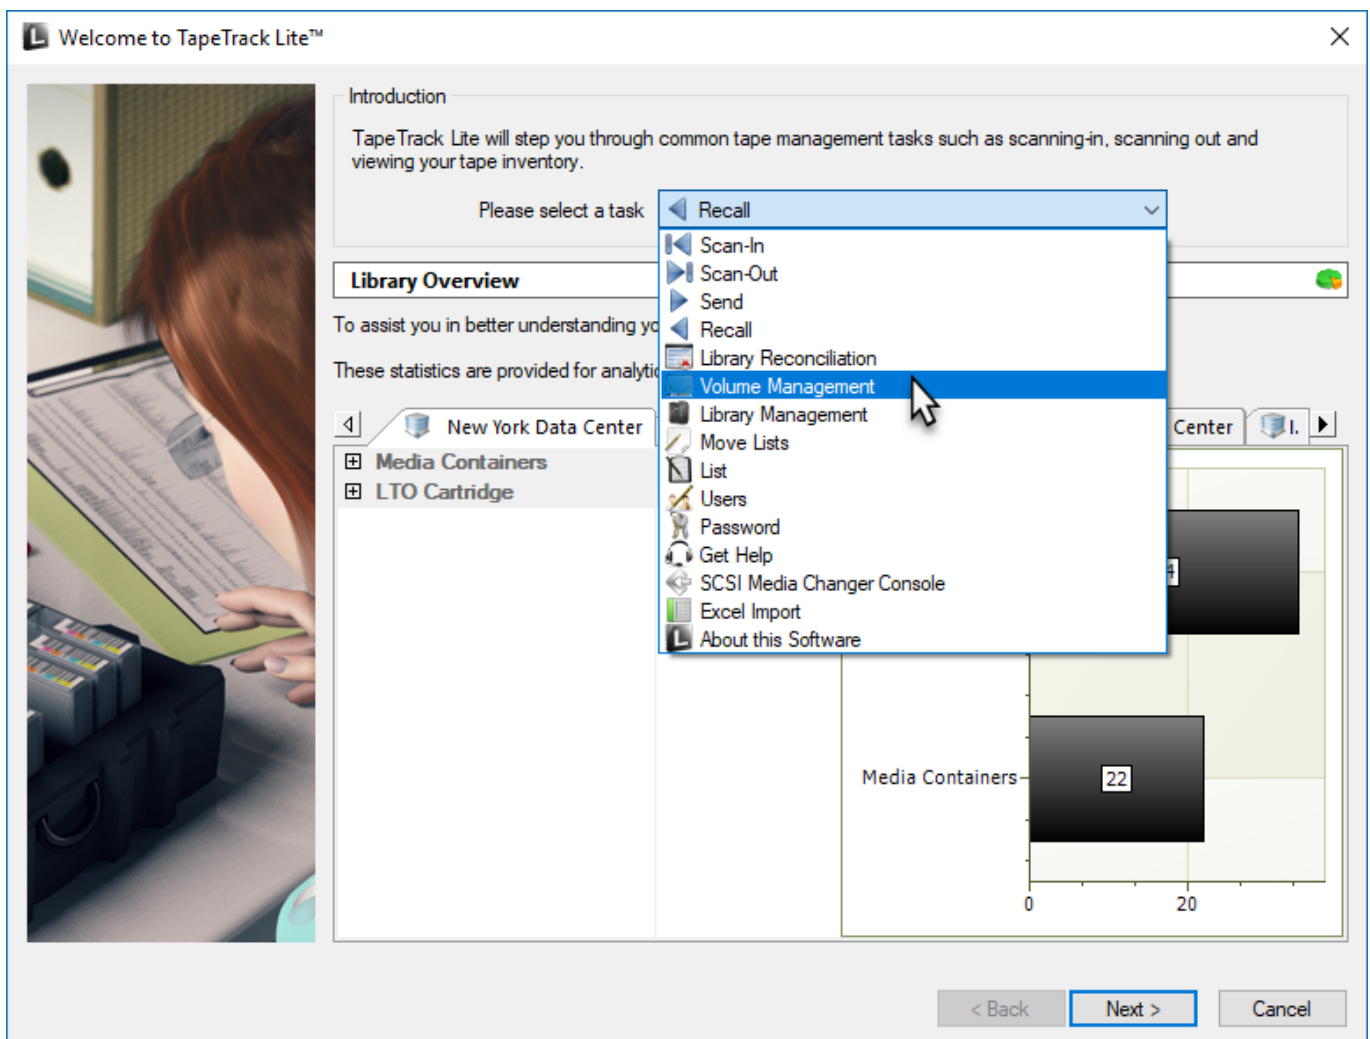 Welcome to TapeTrack Lite™
Introduction
TapeTrack Lite will step you through common tape management tasks such as scanning-in, scanning out and
viewing your tape inventory.
Please select a task
Recall
Scan-In
Scan-Out
Send
Recall
Library Reconciliation
Volume Management
Library Management
Move Lists
List
Users
Password
Get Help
SCSI Media Changer Console
Excel Import
About this Software
Library Overview
To assist you in better understanding
These statistics are provided for
New York Data Center
Center
I.
Media Containers
LTO Cartridge
4
Media Containers
22
0
20
< Back
Next >
Cancel